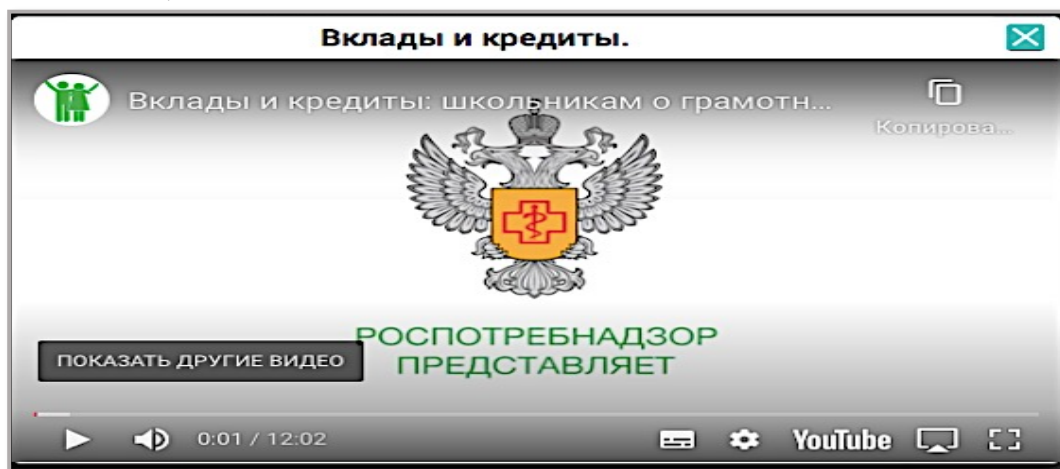 Вклады и кредиты.
Вклады и кредиты: школьникам о грамотн...
Копирова...
РОСПОТРЕБНАДЗОР
ПРЕДСТАВЛЯЕТ
ПОКАЗАТЬ ДРУГИЕ ВИДЕО
0:01 / 12:02
YouTube